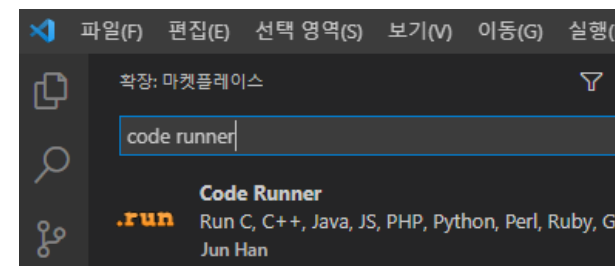 파일(F) 편집(E) 선택 영역(S) 보기(V) 이동(G) 실행(
확장: 마켓플레이스
code runner
Code Runner
.run Run C, C++, Java, JS, PHP, Python, Perl, Ruby, G
Jun Han